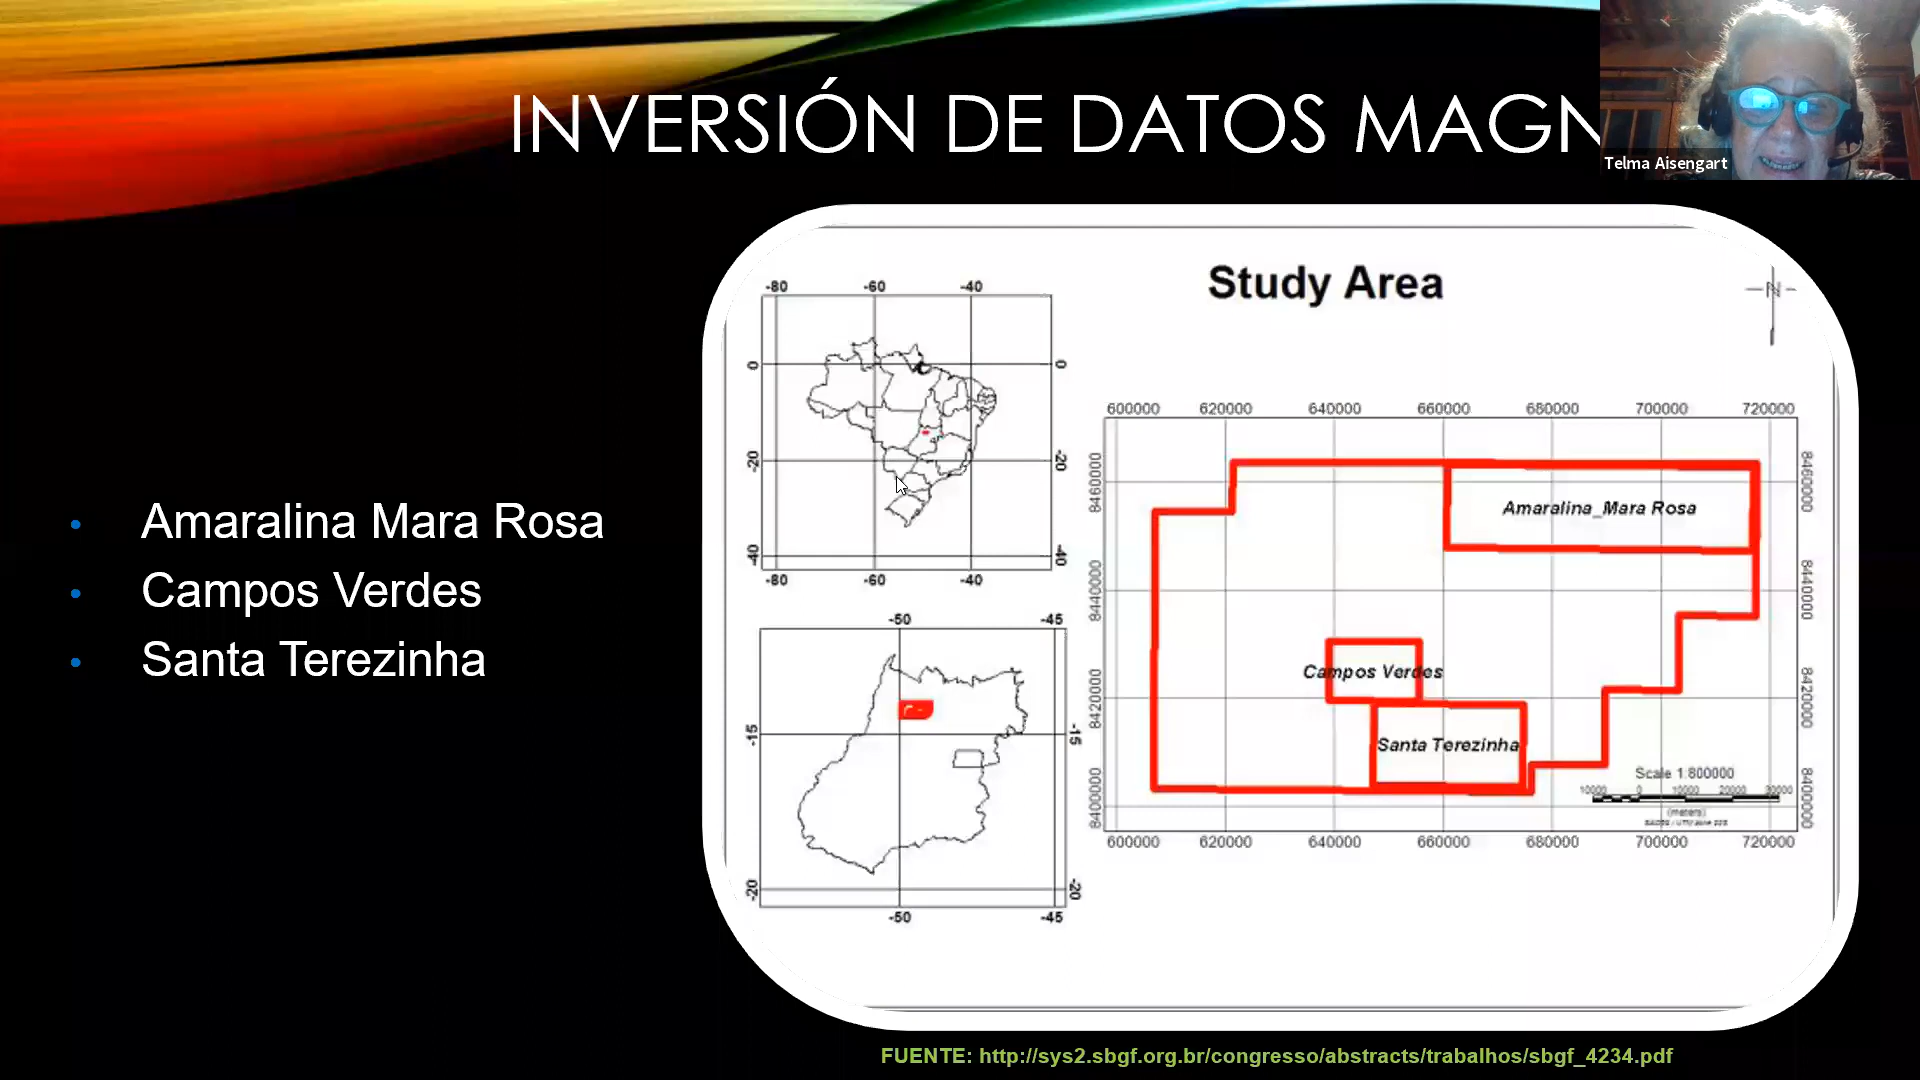 INVERSIÓN DE DATOS MAGN
Telma Aisengart
Amaralina Mara Rosa
Campos Verdes
Santa Terezinha
Study Area
N
-80 -60 -40
0 0
-20 -20
-40 -40
-80 -60 -40
-50 -45
-15 -15
-20 -20
-50 -45
600000 620000 640000 660000 680000 700000 720000
8460000 8460000
Amaralina_Mara Rosa
8440000 8440000
Campos Verdes
8420000 8420000
Santa Terezinha
Scale 1:800000
10000 0 10000 20000 30000
(meters)
8400000 8400000
600000 620000 640000 660000 680000 700000 720000
FUENTE: http://sys2.sbgf.org.br/congresso/abstracts/trabalhos/sbgf_4234.pdf